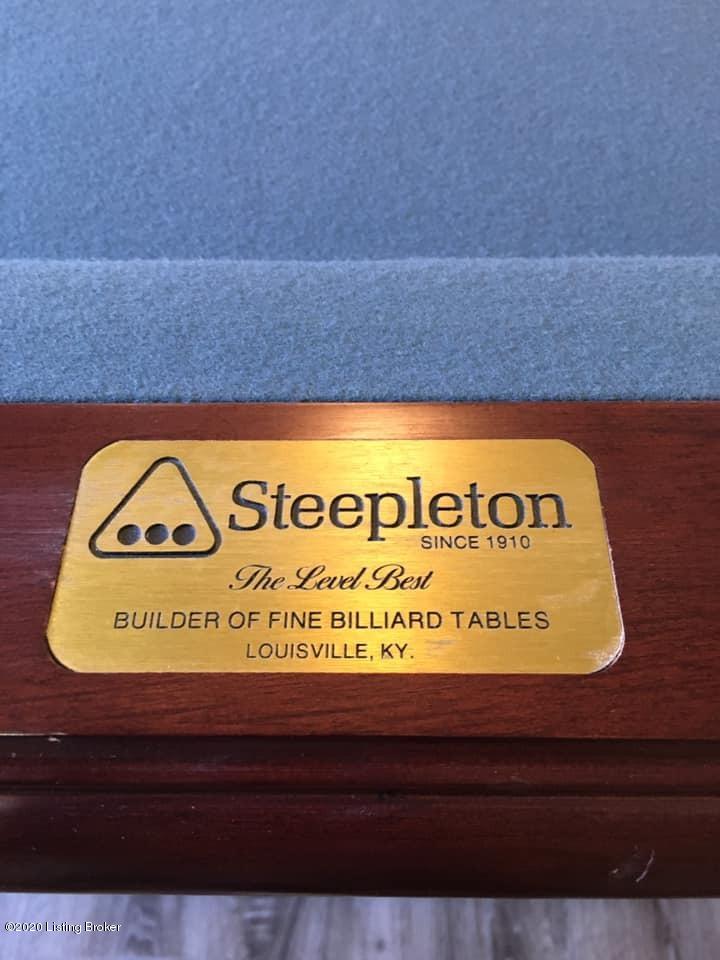 Steepleton
SINCE 1910
The Level Best
BUILDER OF FINE BILLIARD TABLES
LOUISVILLE, KY.
©2020 Listing Broker